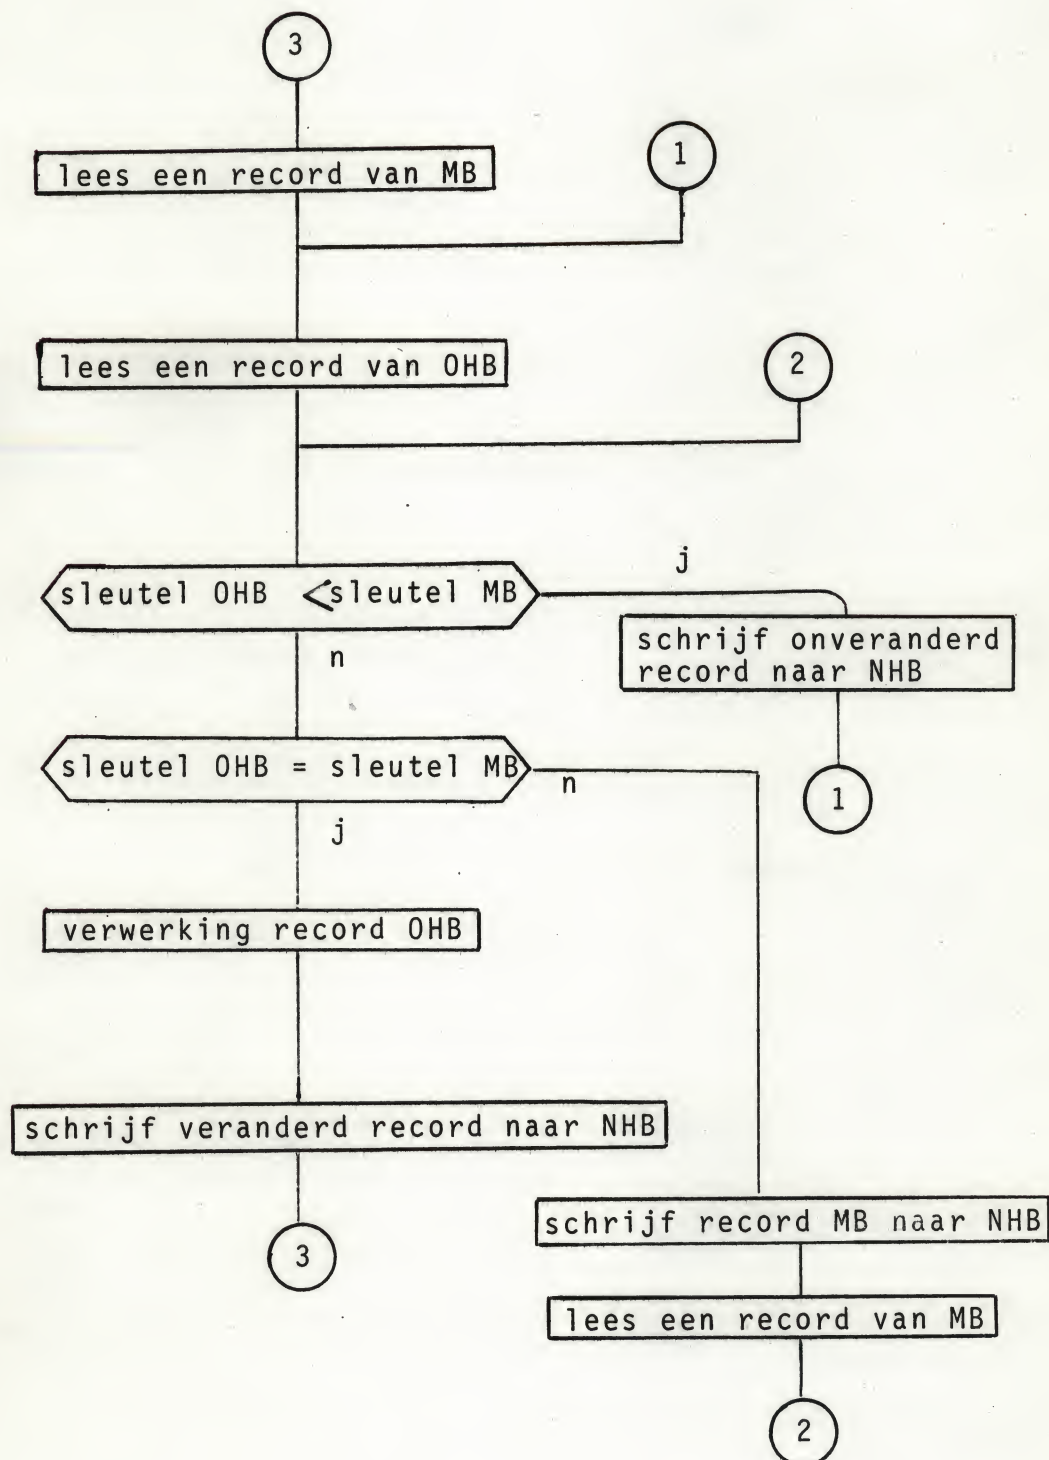 3
lees een record van MB
1
lees een record van OHB
2
sleutel OHB < sleutel MB
j
schrijf onveranderd
record naar NHB
n
1
sleutel OHB = sleutel MB
n
j
verwerking record OHB
schrijf veranderd record naar NHB
3
schrijf record MB naar NHB
lees een record van MB
2